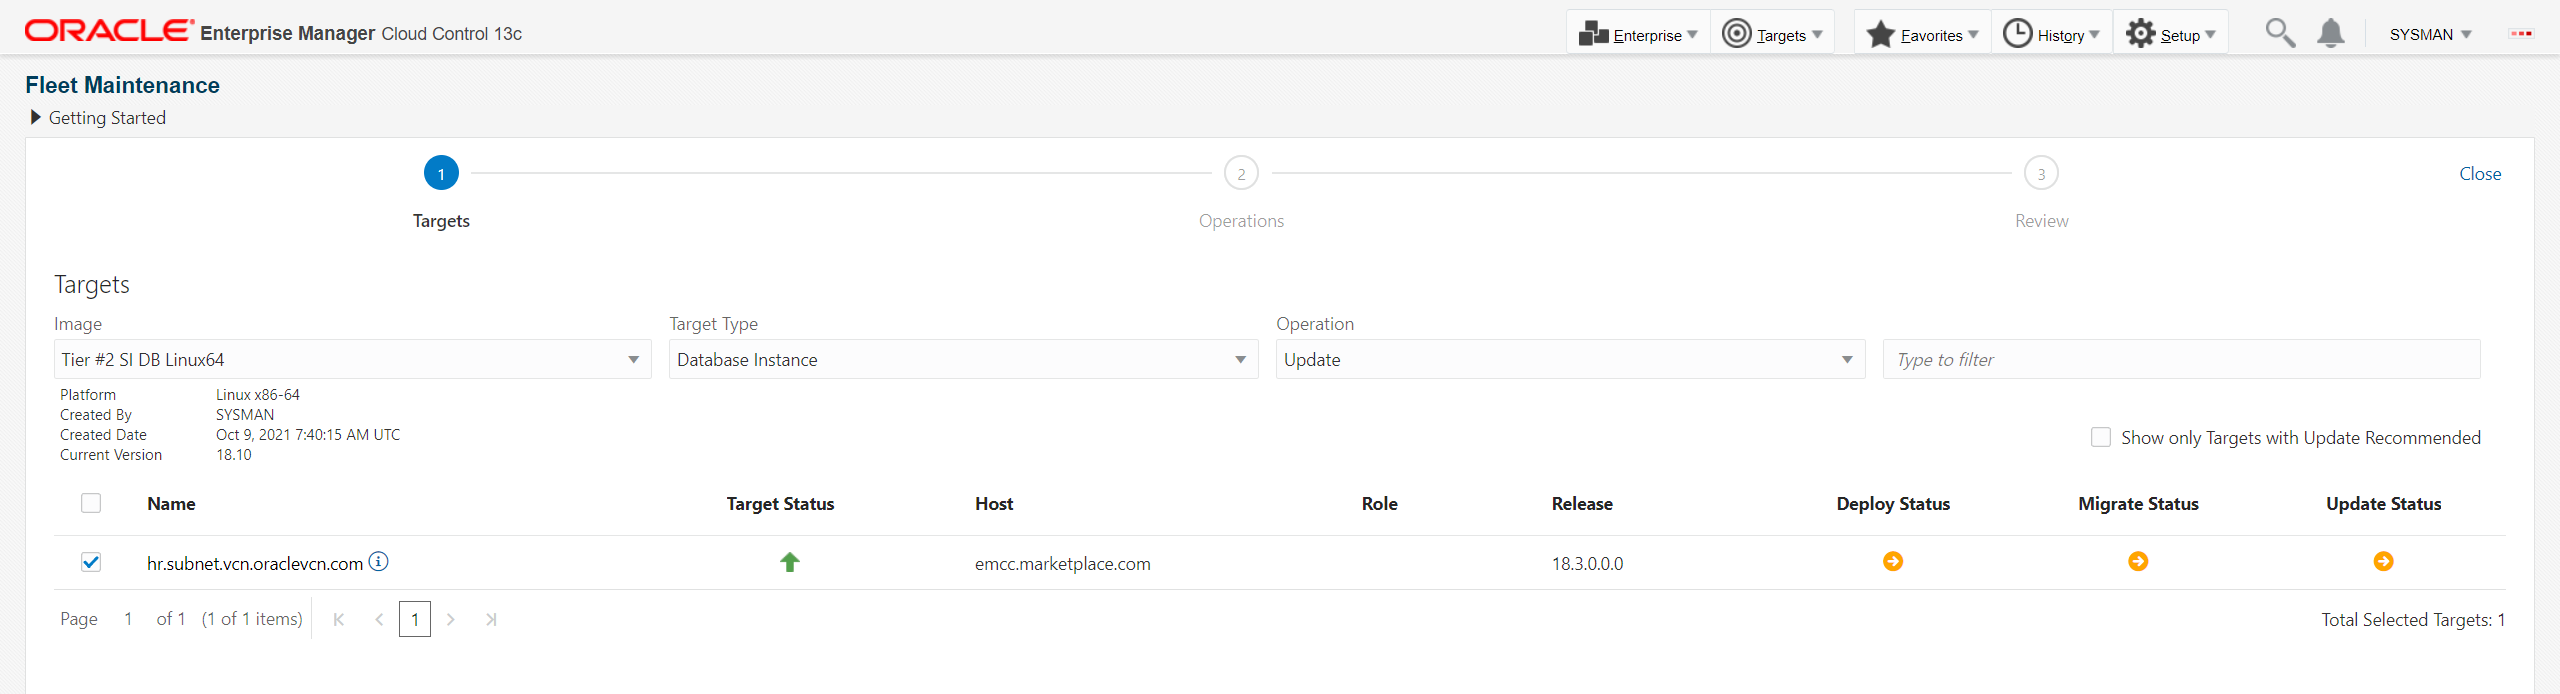 ORACLE Enterprise Manager Cloud Control 13c Enterprise Targets Favorites History Setup SYSMAN
Fleet Maintenance
Getting Started
1 2 3 Close
Targets Operations Review
Targets
Image Target Type Operation
Tier #2 SI DB Linux64 Database Instance Update Type to filter
Platform Linux x86-64
Created By SYSMAN
Created Date Oct 9, 2021 7:40:15 AM UTC
Show only Targets with Update Recommended
Current Version 18.10
Name Target Status Host Role Release Deploy Status Migrate Status Update Status
hr.subnet.vcn.oraclevcn.com emcc.marketplace.com 18.3.0.0.0
Page 1 of 1 (1 of 1 items) 1 Total Selected Targets: 1